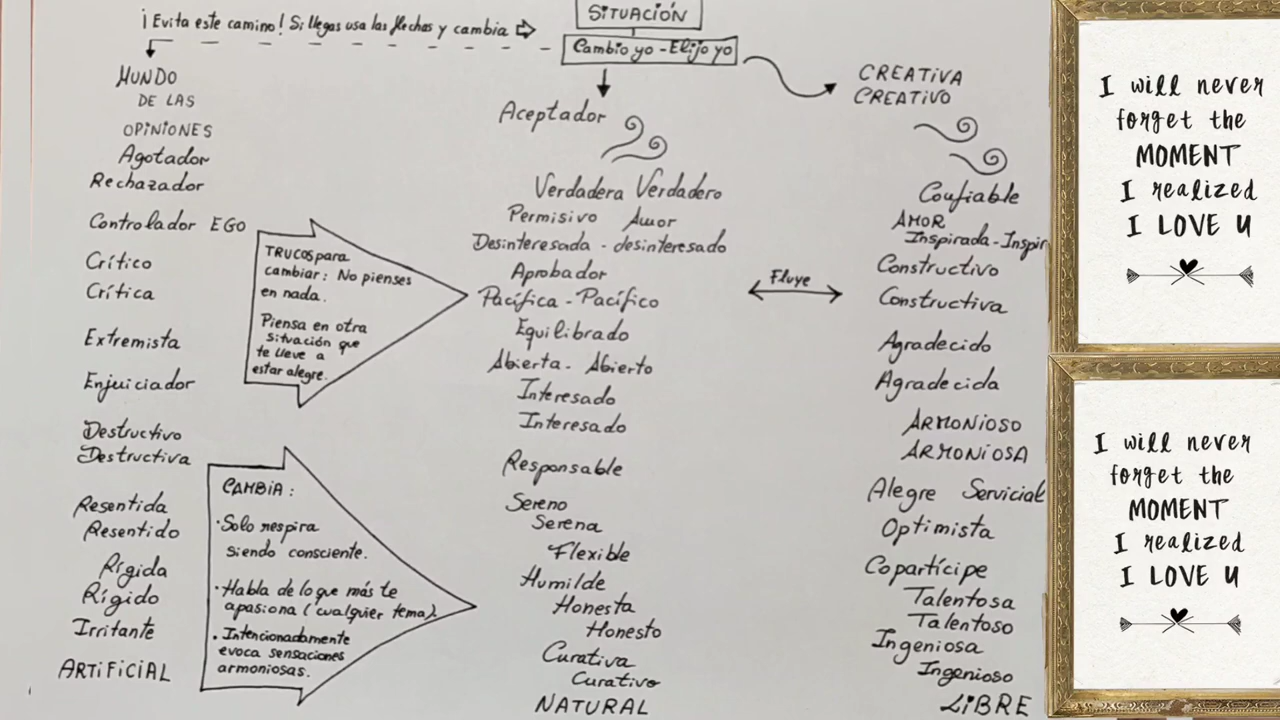 SITUACIÓN
¡Evita este camino! Si llegas usa las flechas y cambia
Cambio yo - Elijo yo
MUNDO
DE LAS
OPINIONES
Agotador
Rechazador
Controlador EGO
Crítico
Crítica
Extremista
Enjuiciador
Destructivo
Destructiva
Resentida
Resentido
Rígida
Rígido
Irritante
ARTIFICIAL
TRUCOS para
cambiar: No pienses
en nada.
Piensa en otra
situación que
te lleve a
estar alegre.
CAMBIA:
·Solo respira
siendo consciente.
·Habla de lo que más te
apasiona (cualquier tema)
·Intencionadamente
evoca sensaciones
armoniosas.
Aceptador
Verdadera Verdadero
Permisivo Amor
Desinteresada - desinteresado
Aprobador
Pacífica - Pacífico
Equilibrado
Abierta - Abierto
Interesado
Interesado
Responsable
Sereno
Serena
Flexible
Humilde
Honesta
Honesto
Curativa
Curativo
NATURAL
Fluye
CREATIVA
CREATIVO
Confiable
AMOR
Inspirada - Inspir
Constructivo
Constructiva
Agradecido
Agradecida
ARMONIOSO
ARMONIOSA
Alegre Servicial
Optimista
Copartícipe
Talentosa
Talentoso
Ingeniosa
Ingenioso
LIBRE
I will never
forget the
MOMENT
I realized
I LOVE U
I will never
forget the
MOMENT
I realized
I LOVE U